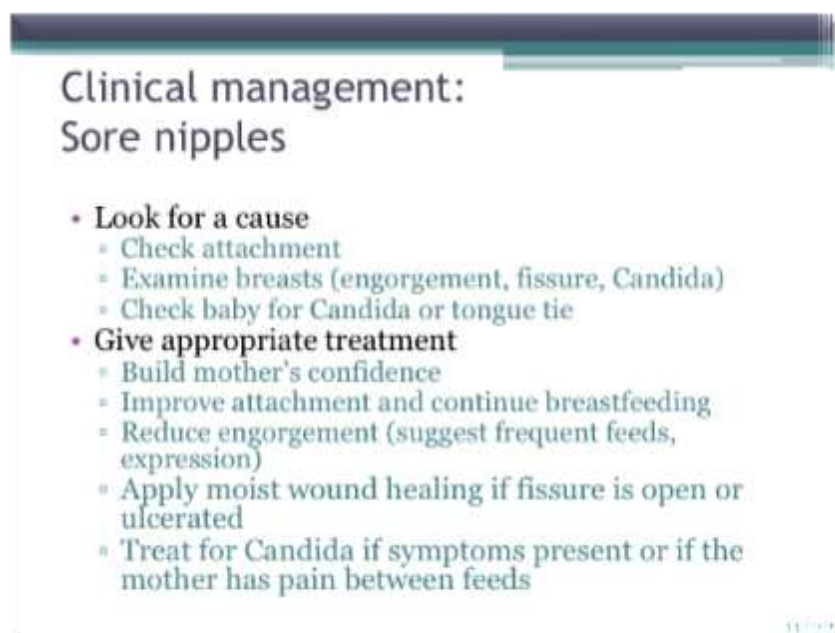 Clinical management:
Sore nipples
• Look for a cause
▫ Check attachment
▫ Examine breasts (engorgement, fissure, Candida)
▫ Check baby for Candida or tongue tie
• Give appropriate treatment
▫ Build mother's confidence
▫ Improve attachment and continue breastfeeding
▫ Reduce engorgement (suggest frequent feeds,
expression)
▫ Apply moist wound healing if fissure is open or
ulcerated
▫ Treat for Candida if symptoms present or if the
mother has pain between feeds